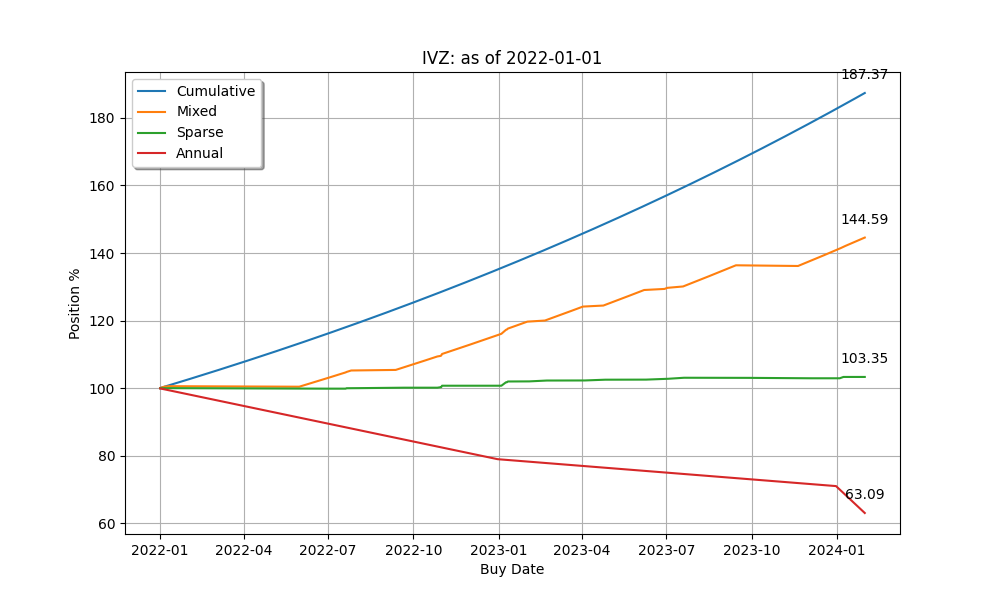 IVZ: as of 2022-01-01
187.37
Cumulative
Mixed
Sparse
Annual
180
160
140
120
100
80
60
144.59
103.35
63.09
Position %
2022-01 2022-04 2022-07 2022-10 2023-01 2023-04 2023-07 2023-10 2024-01
Buy Date